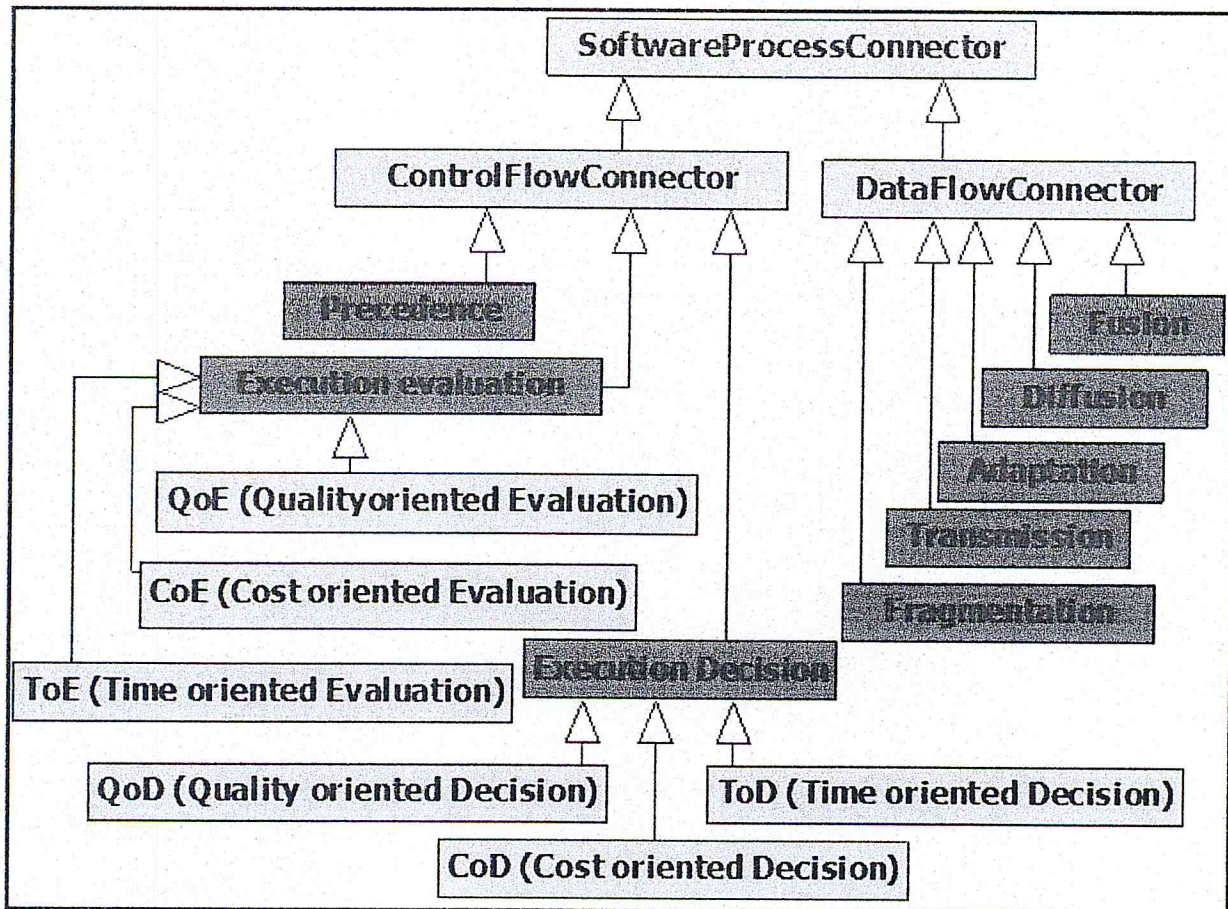 SoftwareProcessConnector
ControlFlowConnector
DataFlowConnector
Precedence
Fusion
Execution evaluation
Diffusion
Adaptation
QoE (Qualityoriented Evaluation)
Transmission
CoE (Cost oriented Evaluation)
Fragmentation
Execution Decision
ToE (Time oriented Evaluation)
QoD (Quality oriented Decision)
ToD (Time oriented Decision)
CoD (Cost oriented Decision)